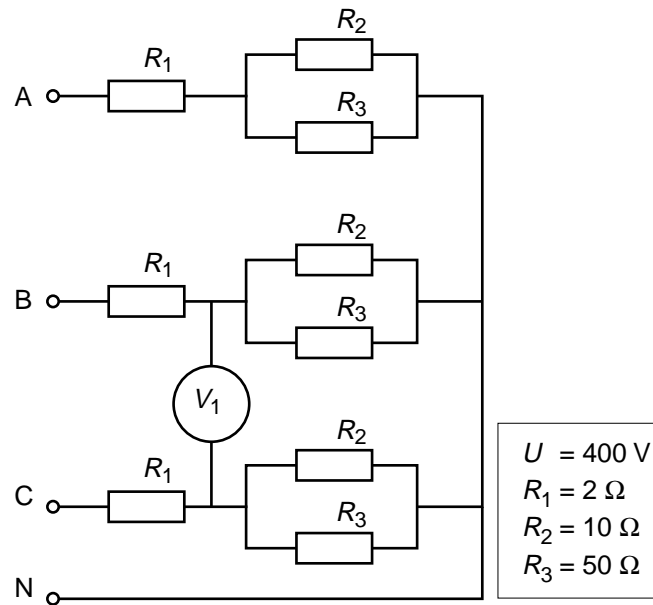 R2
A R1
R3
R2
B R1
R3
V1
R2
C R1
R3
N
U = 400 V
R1 = 2 Ω
R2 = 10 Ω
R3 = 50 Ω